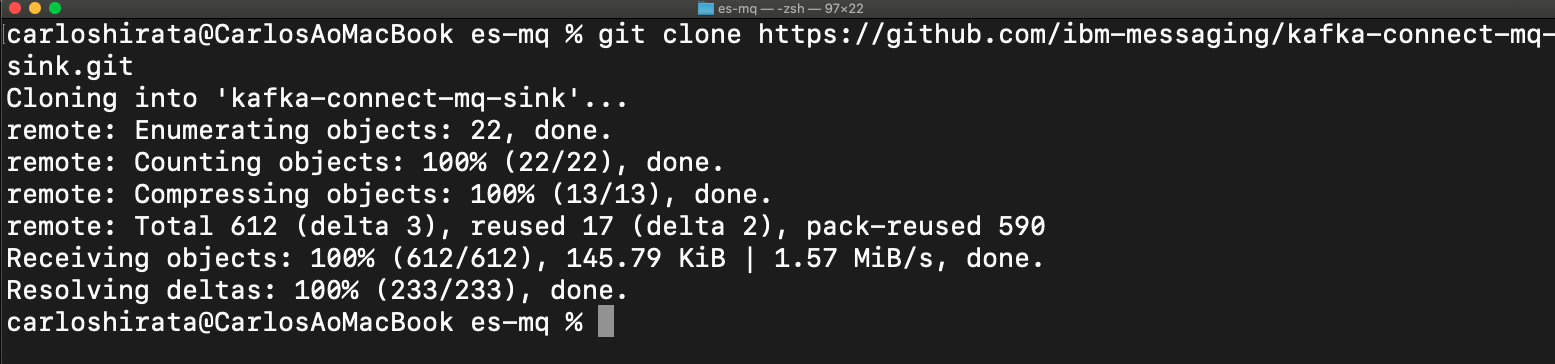 es-mq — -zsh — 97×22
carloshirata@CarlosAoMacBook es-mq % git clone https://github.com/ibm-messaging/kafka-connect-mq-
sink.git
Cloning into 'kafka-connect-mq-sink'...
remote: Enumerating objects: 22, done.
remote: Counting objects: 100% (22/22), done.
remote: Compressing objects: 100% (13/13), done.
remote: Total 612 (delta 3), reused 17 (delta 2), pack-reused 590
Receiving objects: 100% (612/612), 145.79 KiB | 1.57 MiB/s, done.
Resolving deltas: 100% (233/233), done.
carloshirata@CarlosAoMacBook es-mq %